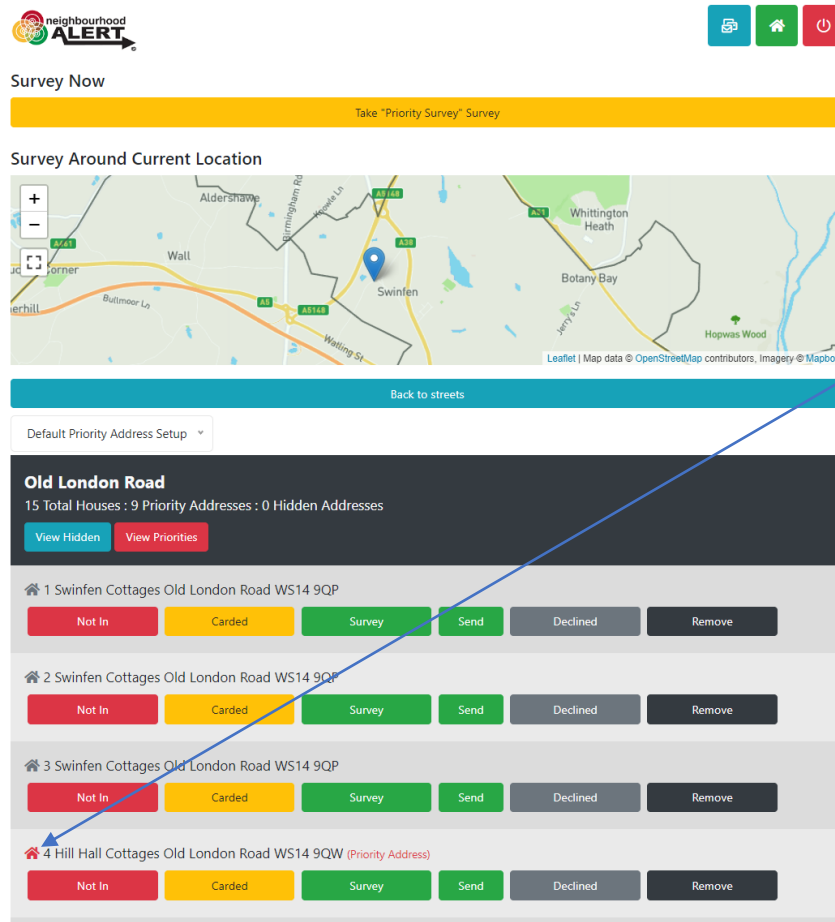 neighbourhood
ALERT
Survey Now
Take "Priority Survey" Survey
Survey Around Current Location
+
−
Aldershawe
Birmingham Rd
Knowle Ln
A5148
A51
Whittington
Heath
A461
Wall
A38
Corner
Botany Bay
Swinfen
Bullmoor Ln
erhill
A5
A5148
Jerry's Ln
Watling St
Hopwas Wood
Leaflet | Map data © OpenStreetMap contributors, Imagery © Mapbo
Back to streets
Default Priority Address Setup
Old London Road
15 Total Houses : 9 Priority Addresses : 0 Hidden Addresses
View Hidden View Priorities
1 Swinfen Cottages Old London Road WS14 9QP
Not In Carded Survey Send Declined Remove
2 Swinfen Cottages Old London Road WS14 9QP
Not In Carded Survey Send Declined Remove
3 Swinfen Cottages Old London Road WS14 9QP
Not In Carded Survey Send Declined Remove
4 Hill Hall Cottages Old London Road WS14 9QW (Priority Address)
Not In Carded Survey Send Declined Remove